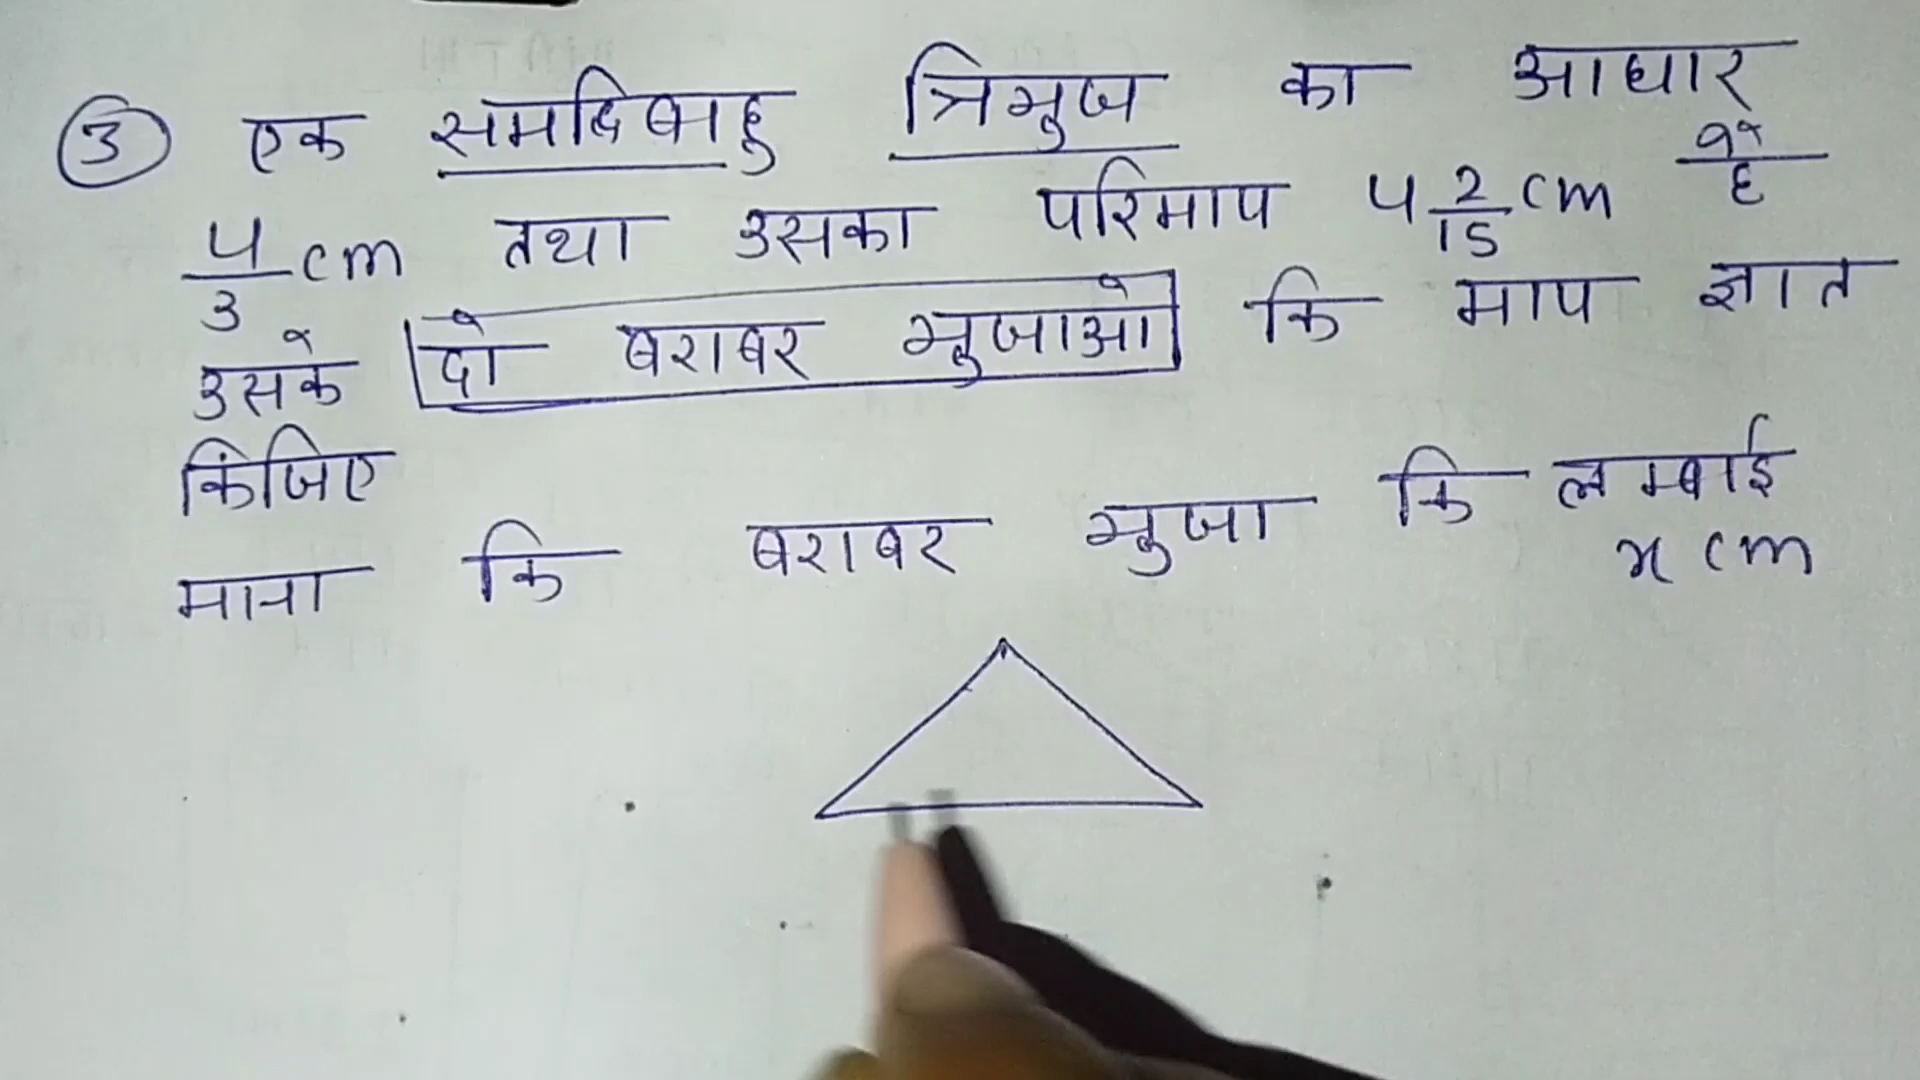 ③ एक समद्विबाहु त्रिभुज का आधार है
4/3 cm तथा उसका परिमाप 4 2/15 cm
उसके दो बराबर भुजाओ कि माप ज्ञात
किजिए
माना कि बराबर भुजा कि लम्बाई
x cm